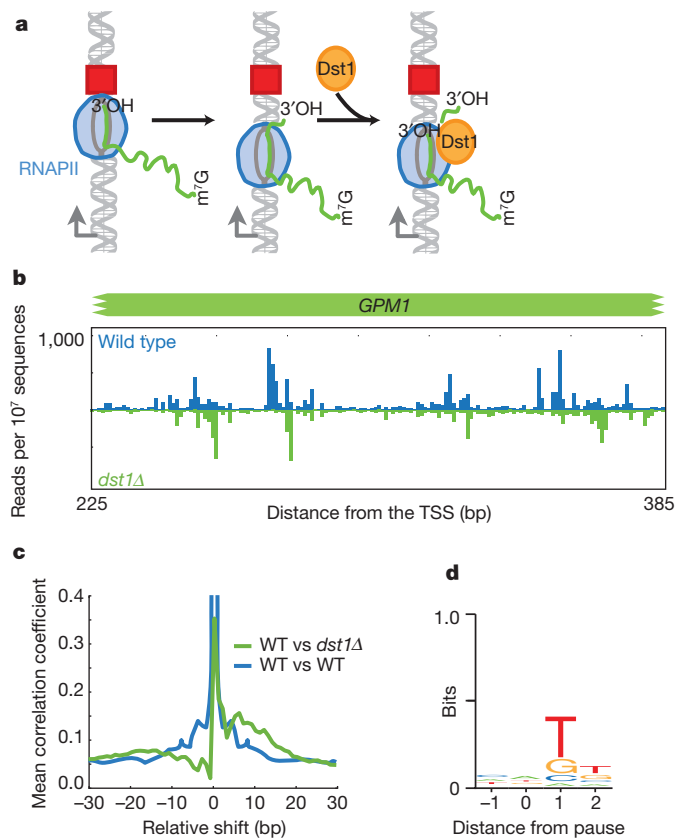 a
Dst1
3′OH
3′OH
3′OH
3′OH
Dst1
RNAPII
m⁷G
m⁷G
m⁷G
b
GPM1
Reads per 10⁷ sequences
1,000
Wild type
dst1Δ
225
385
Distance from the TSS (bp)
c
Mean correlation coefficient
0.4
0.3
0.2
0.1
0.0
WT vs dst1Δ
WT vs WT
–30 –20 –10 0 10 20 30
Relative shift (bp)
d
Bits
1.0
0
T
G T
–1 0 1 2
Distance from pause